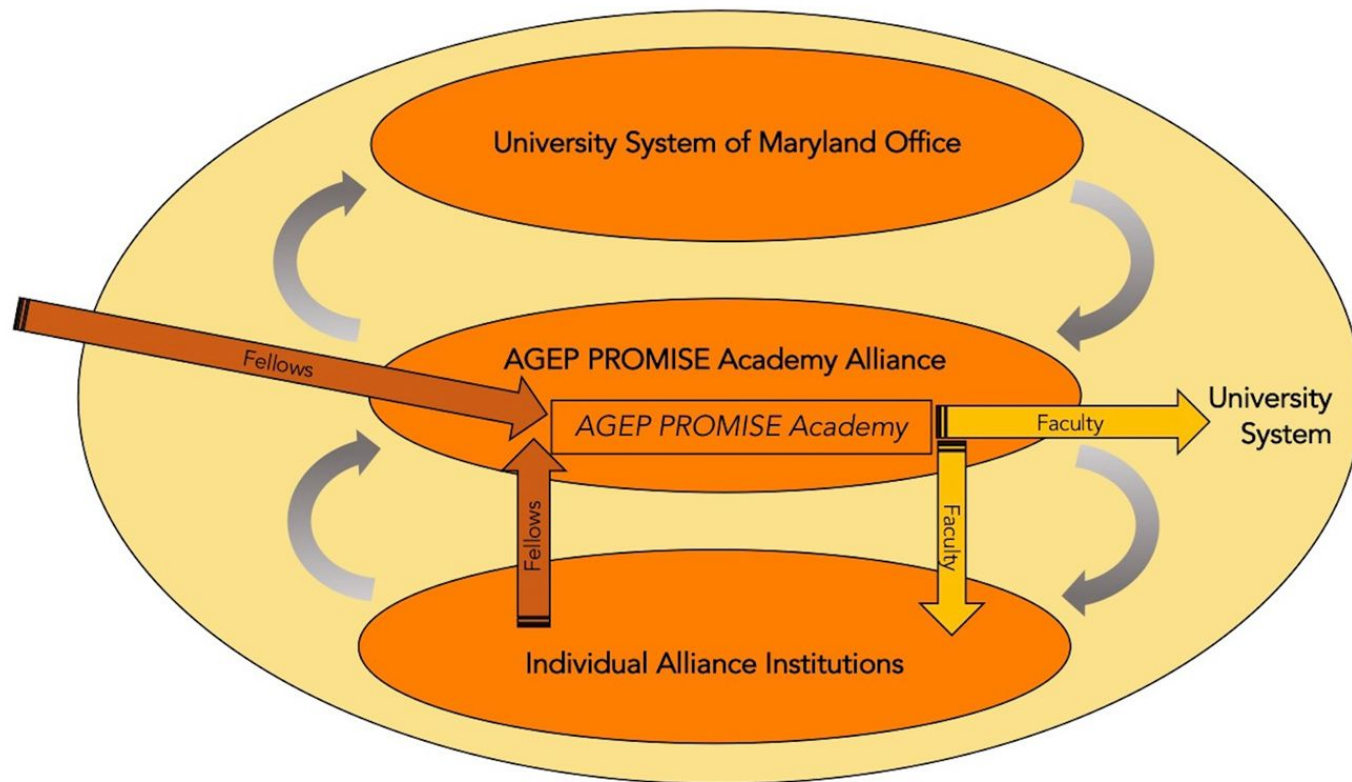 University System of Maryland Office
Fellows
AGEP PROMISE Academy Alliance
AGEP PROMISE Academy
Faculty
University
System
Fellows
Faculty
Individual Alliance Institutions